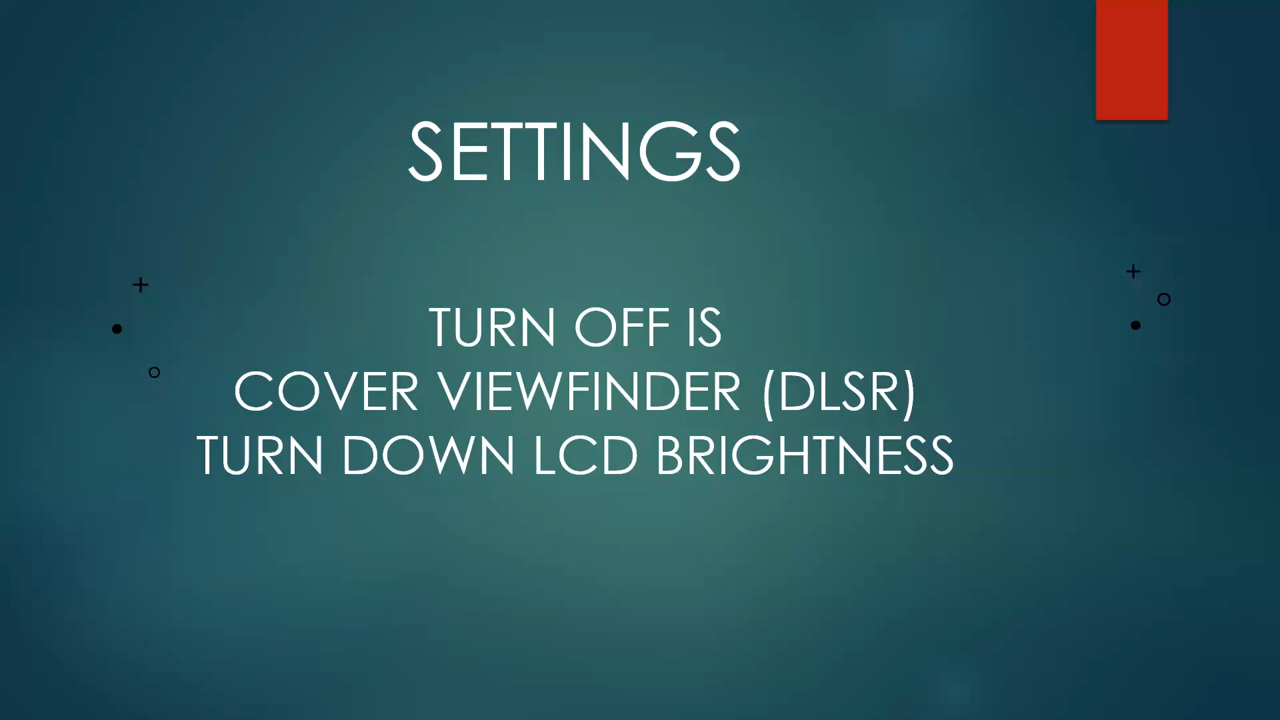 SETTINGS
TURN OFF IS
COVER VIEWFINDER (DLSR)
TURN DOWN LCD BRIGHTNESS